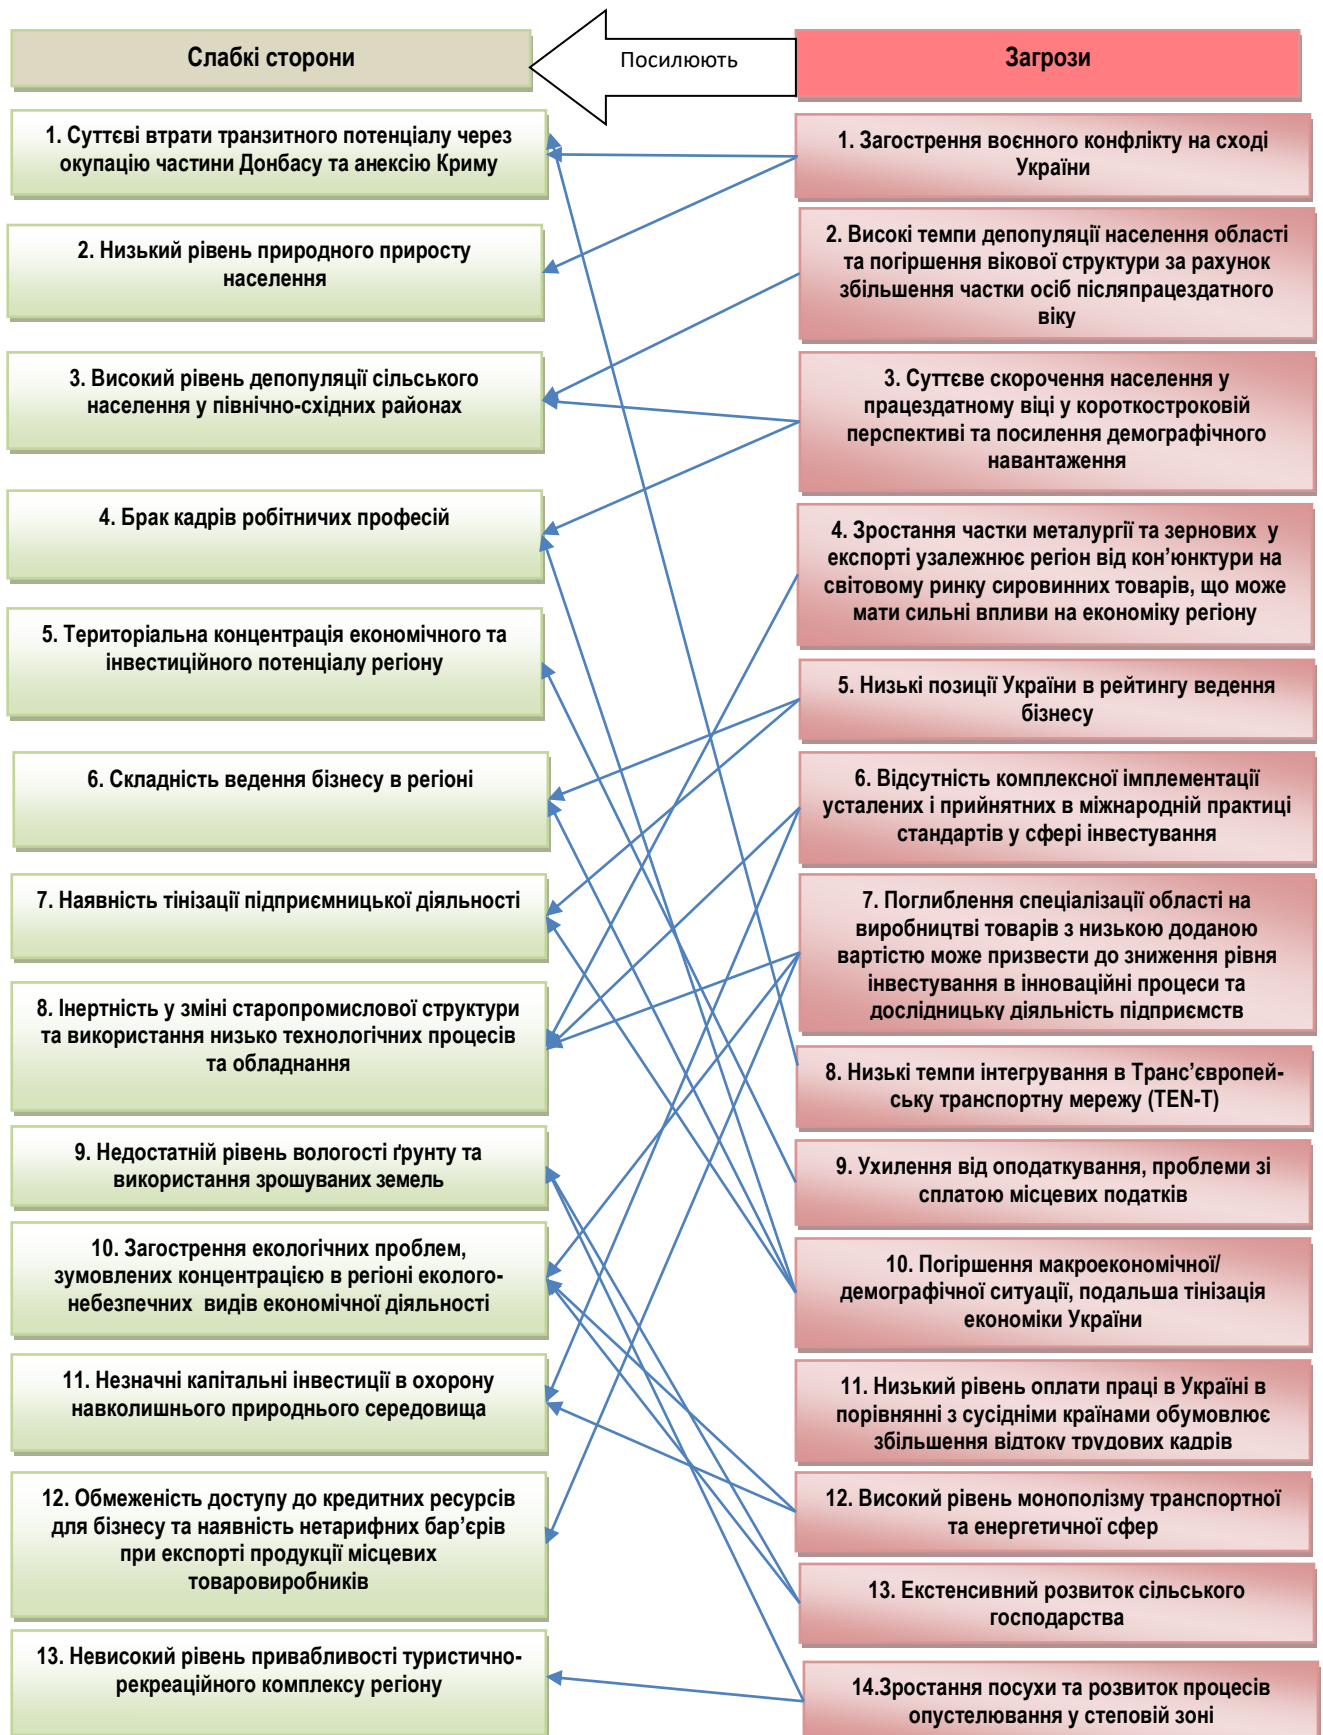 Слабкі сторони
Посилюють
Загрози
1. Суттєві втрати транзитного потенціалу через
окупацію частини Донбасу та анексію Криму
2. Низький рівень природного приросту
населення
3. Високий рівень депопуляції сільського
населення у північно-східних районах
4. Брак кадрів робітничих професій
5. Територіальна концентрація економічного та
інвестиційного потенціалу регіону
6. Складність ведення бізнесу в регіоні
7. Наявність тінізації підприємницької діяльності
8. Інертність у зміні старопромислової структури
та використання низько технологічних процесів
та обладнання
9. Недостатній рівень вологості ґрунту та
використання зрошуваних земель
10. Загострення екологічних проблем,
зумовлених концентрацією в регіоні еколого-
небезпечних  видів економічної діяльності
11. Незначні капітальні інвестиції в охорону
навколишнього природнього середовища
12. Обмеженість доступу до кредитних ресурсів
для бізнесу та наявність нетарифних бар’єрів
при експорті продукції місцевих
товаровиробників
13. Невисокий рівень привабливості туристично-
рекреаційного комплексу регіону
1. Загострення воєнного конфлікту на сході
України
2. Високі темпи депопуляції населення області
та погіршення вікової структури за рахунок
збільшення частки осіб післяпрацездатного
віку
3. Суттєве скорочення населення у
працездатному віці у короткостроковій
перспективі та посилення демографічного
навантаження
4. Зростання частки металургії та зернових  у
експорті узалежнює регіон від кон’юнктури на
світовому ринку сировинних товарів, що може
мати сильні впливи на економіку регіону
5. Низькі позиції України в рейтингу ведення
бізнесу
6. Відсутність комплексної імплементації
усталених і прийнятних в міжнародній практиці
стандартів у сфері інвестування
7. Поглиблення спеціалізації області на
виробництві товарів з низькою доданою
вартістю може призвести до зниження рівня
інвестування в інноваційні процеси та
дослідницьку діяльність підприємств
8. Низькі темпи інтегрування в Транс’європей-
ську транспортну мережу (TEN-T)
9. Ухилення від оподаткування, проблеми зі
сплатою місцевих податків
10. Погіршення макроекономічної/
демографічної ситуації, подальша тінізація
економіки України
11. Низький рівень оплати праці в Україні в
порівнянні з сусідніми країнами обумовлює
збільшення відтоку трудових кадрів
12. Високий рівень монополізму транспортної
та енергетичної сфер
13. Екстенсивний розвиток сільського
господарства
14.Зростання посухи та розвиток процесів
опустелювання у степовій зоні